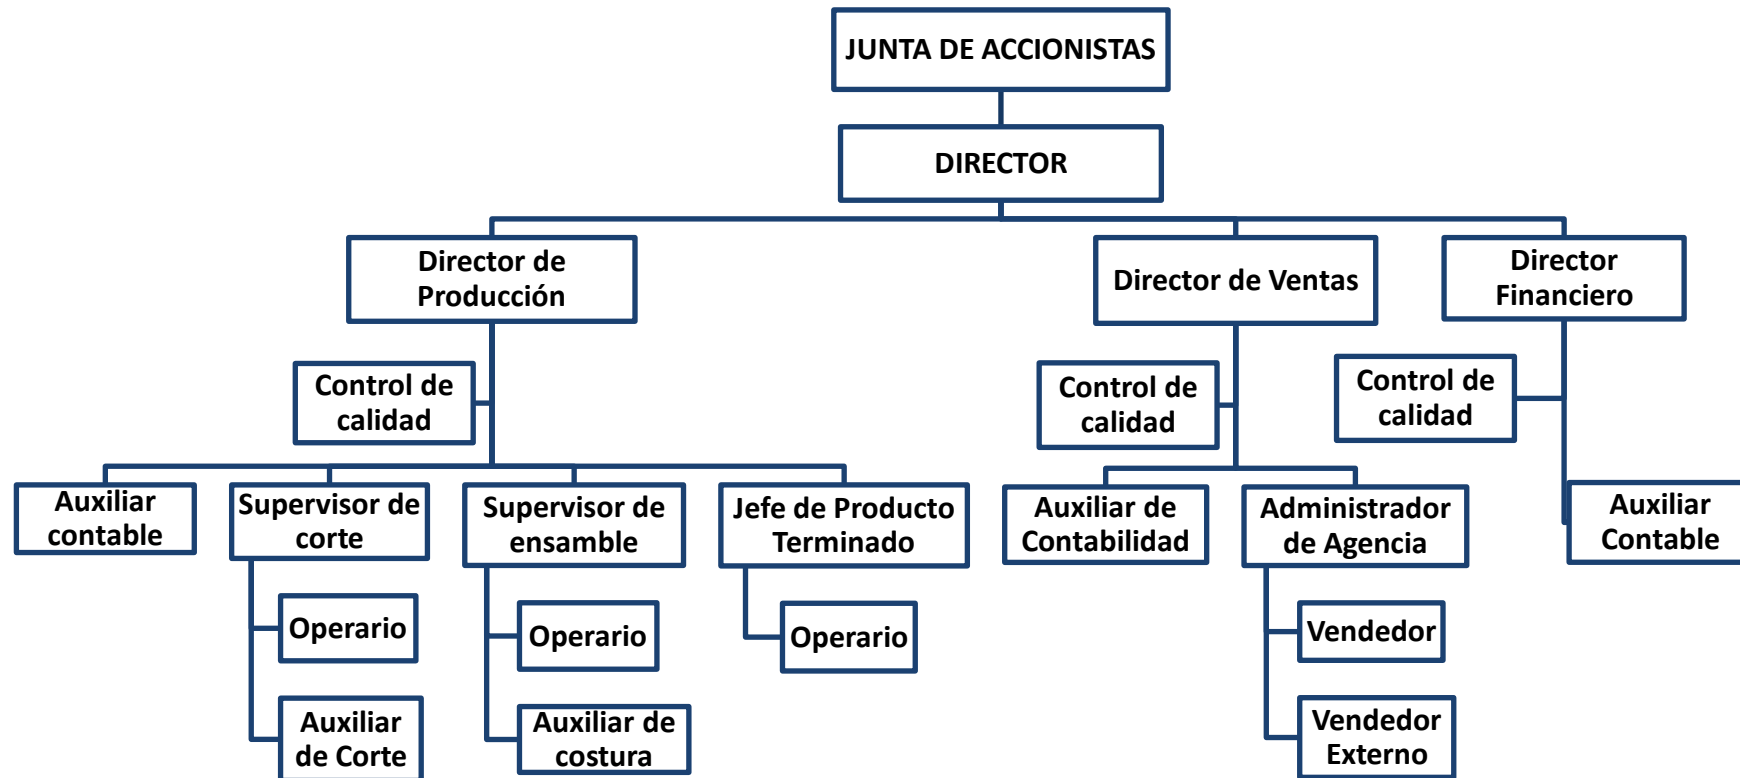 JUNTA DE ACCIONISTAS
DIRECTOR
Director de
Producción
Director de Ventas
Director
Financiero
Control de
calidad
Control de
calidad
Control de
calidad
Auxiliar
contable
Supervisor de
corte
Supervisor de
ensamble
Jefe de Producto
Terminado
Auxiliar de
Contabilidad
Administrador
de Agencia
Auxiliar
Contable
Operario
Operario
Operario
Vendedor
Auxiliar
de Corte
Auxiliar de
costura
Vendedor
Externo